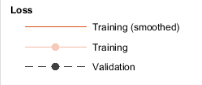 Loss
Training (smoothed)
Training
Validation